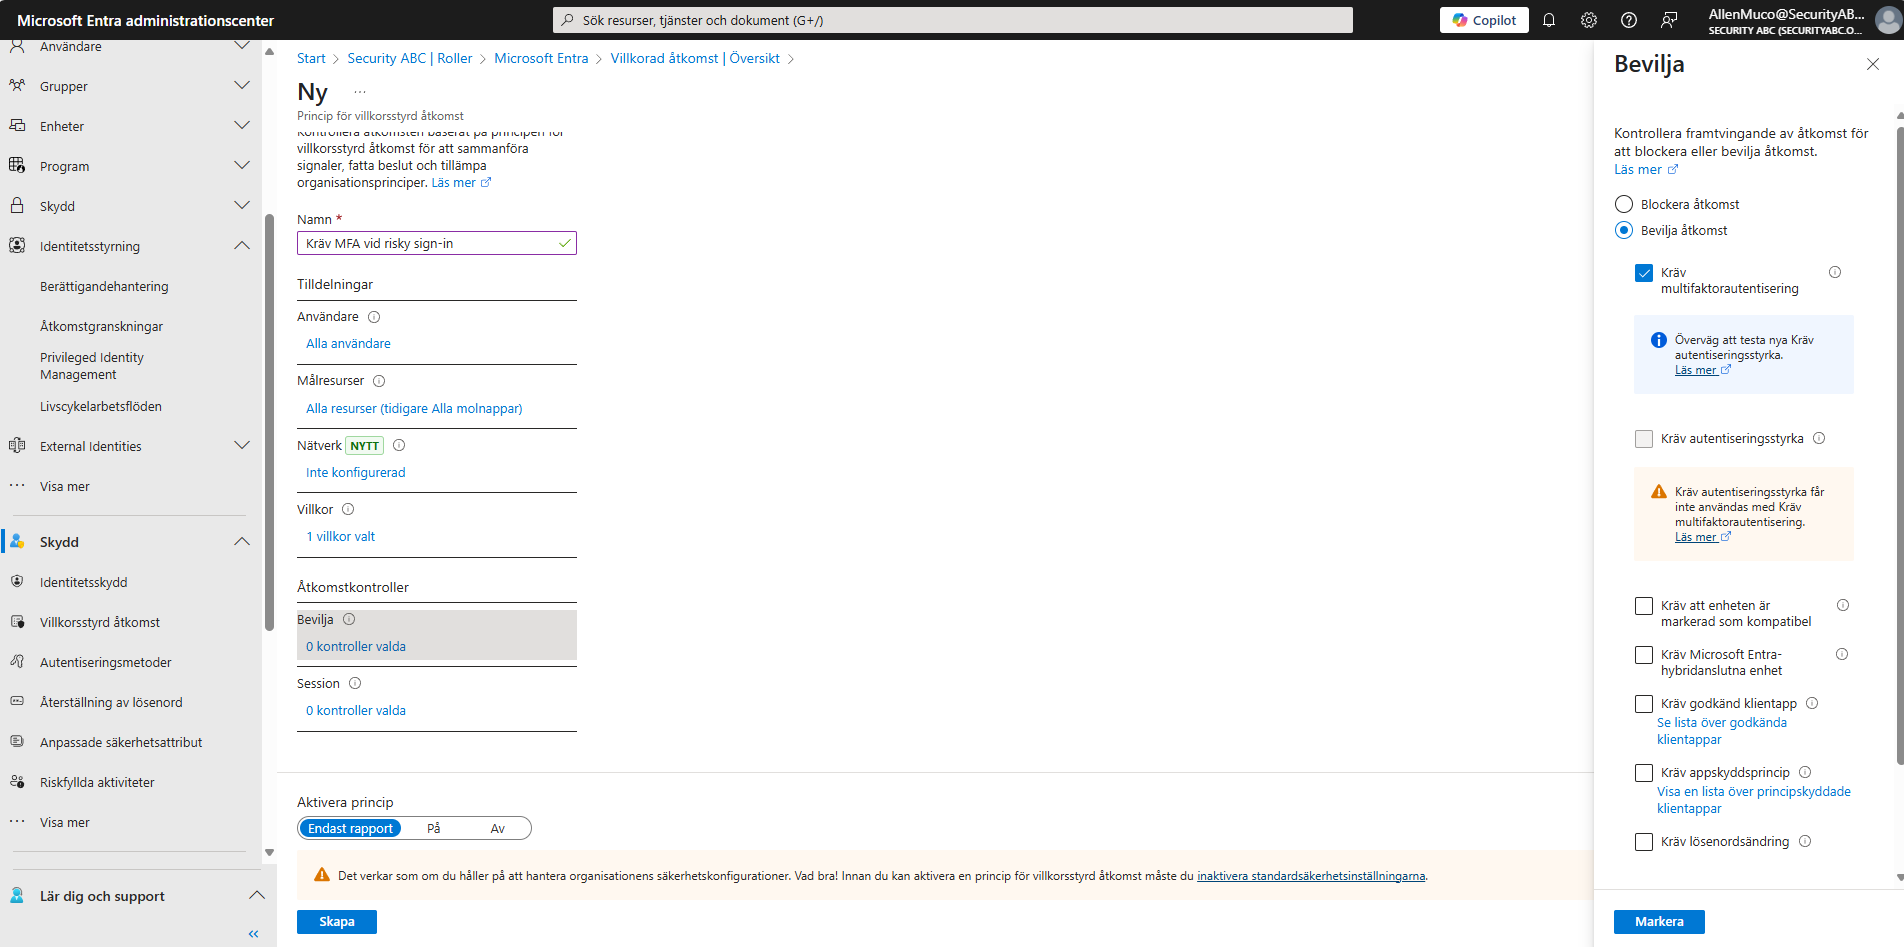 Microsoft Entra administrationscenter
Sök resurser, tjänster och dokument (G+/)
Copilot
AllenMuco@SecurityAB...
SECURITY ABC (SECURITYABC.O...
Användare
Grupper
Enheter
Program
Skydd
Identitetsstyrning
Berättigandehantering
Åtkomstgranskningar
Privileged Identity
Management
Livscykelarbetsflöden
External Identities
Visa mer
Skydd
Identitetsskydd
Villkorsstyrd åtkomst
Autentiseringsmetoder
Återställning av lösenord
Anpassade säkerhetsattribut
Riskfyllda aktiviteter
Visa mer
Lär dig och support
Start > Security ABC | Roller > Microsoft Entra > Villkorad åtkomst | Översikt >
Ny ...
Princip för villkorsstyrd åtkomst
Kontrollera åtkomsten baserat på principen för
villkorsstyrd åtkomst för att sammanföra
signaler, fatta beslut och tillämpa
organisationsprinciper. Läs mer
Namn *
Kräv MFA vid risky sign-in
Tilldelningar
Användare
Alla användare
Målresurser
Alla resurser (tidigare Alla molnappar)
Nätverk NYTT
Inte konfigurerad
Villkor
1 villkor valt
Åtkomstkontroller
Bevilja
0 kontroller valda
Session
0 kontroller valda
Aktivera princip
Endast rapport På Av
Det verkar som om du håller på att hantera organisationens säkerhetskonfigurationer. Vad bra! Innan du kan aktivera en princip för villkorsstyrd åtkomst måste du inaktivera standardsäkerhetsinställningarna.
Skapa
Bevilja
Kontrollera framtvingande av åtkomst för
att blockera eller bevilja åtkomst.
Läs mer
Blockera åtkomst
Bevilja åtkomst
Kräv
multifaktorautentisering
Överväg att testa nya Kräv
autentiseringsstyrka.
Läs mer
Kräv autentiseringsstyrka
Kräv autentiseringsstyrka får
inte användas med Kräv
multifaktorautentisering.
Läs mer
Kräv att enheten är
markerad som kompatibel
Kräv Microsoft Entra-
hybridanslutna enhet
Kräv godkänd klientapp
Se lista över godkända
klientappar
Kräv appskyddsprincip
Visa en lista över principskyddade
klientappar
Kräv lösenordsändring
Markera